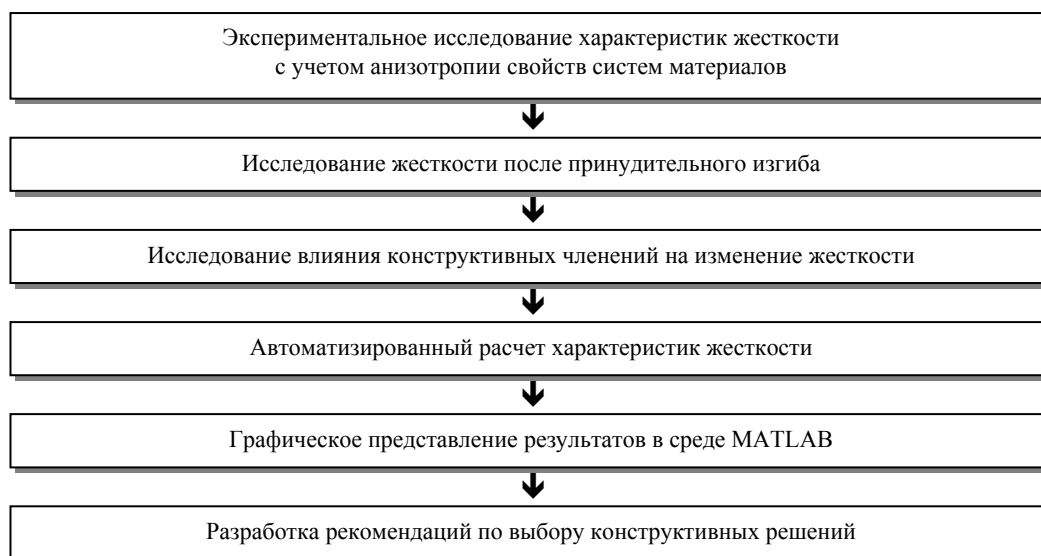 Экспериментальное исследование характеристик жесткости
с учетом анизотропии свойств систем материалов
Исследование жесткости после принудительного изгиба
Исследование влияния конструктивных членений на изменение жесткости
Автоматизированный расчет характеристик жесткости
Графическое представление результатов в среде MATLAB
Разработка рекомендаций по выбору конструктивных решений